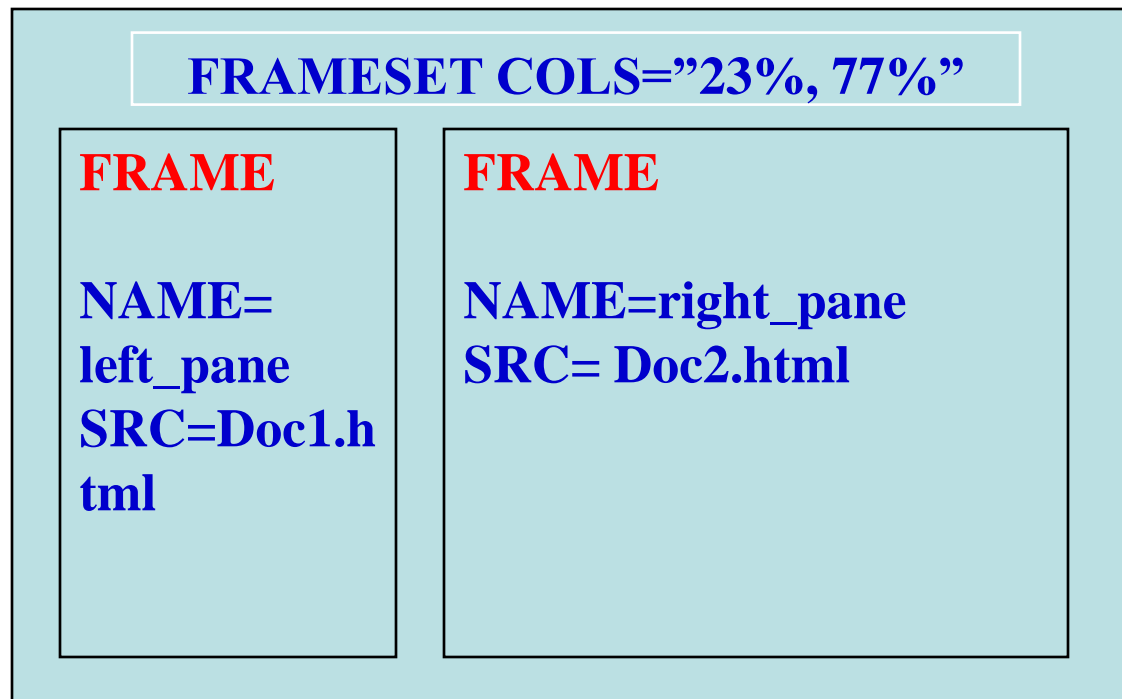 FRAMESET COLS=”23%, 77%”
FRAME
NAME=
left_pane
SRC=Doc1.h
tml
FRAME
NAME=right_pane
SRC= Doc2.html